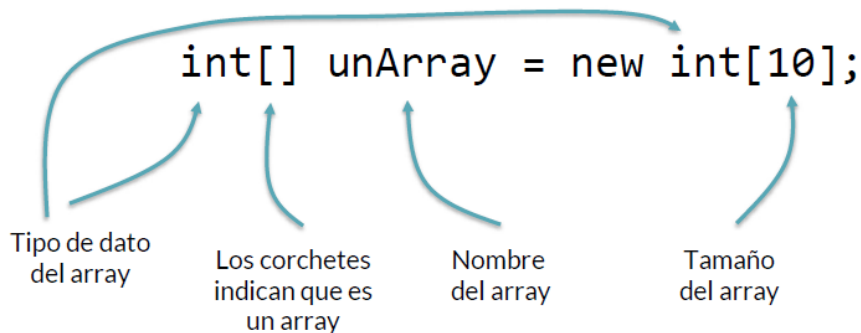 int[] unArray = new int[10];
Tipo de dato
del array
Los corchetes
indican que es
un array
Nombre
del array
Tamaño
del array